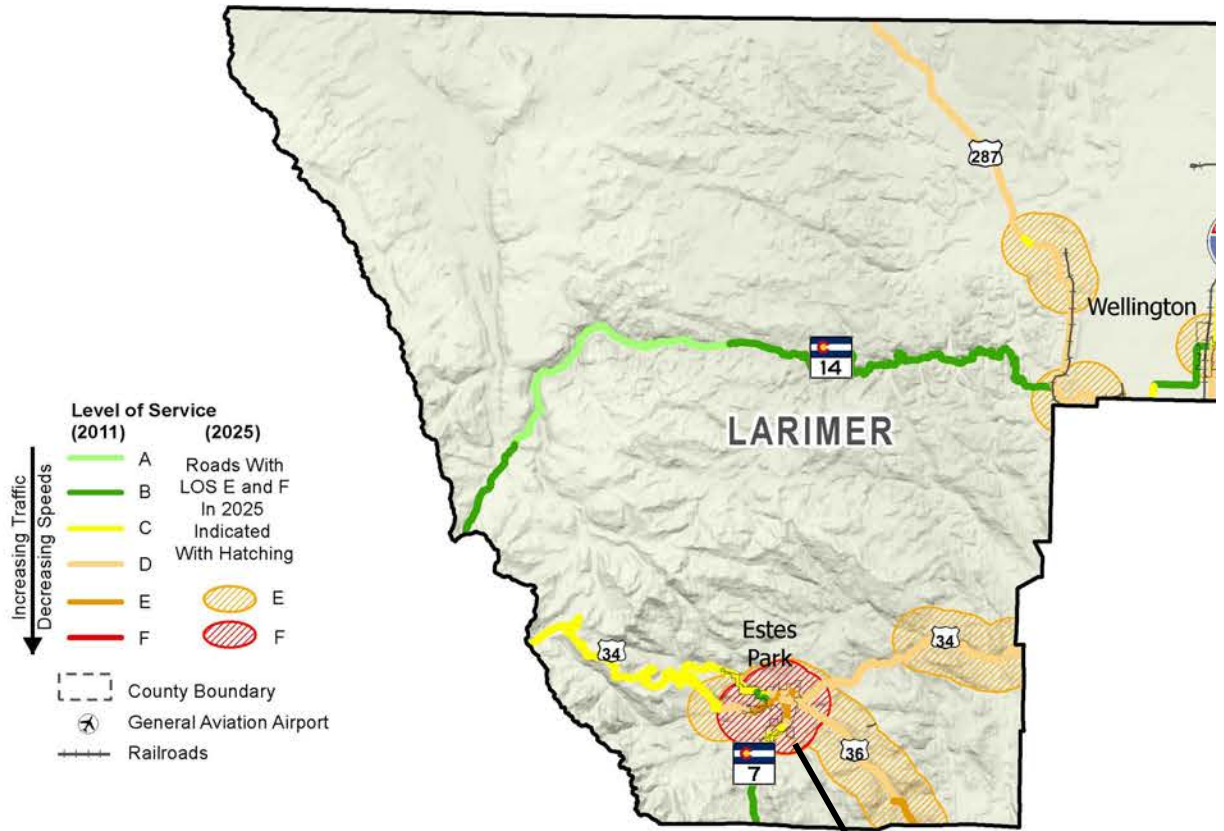 287
Wellington
14
LARIMER
Level of Service
(2011) (2025)
A
B
C
D
E
F
Roads With
LOS E and F
In 2025
Indicated
With Hatching
E
F
Increasing Traffic
Decreasing Speeds
County Boundary
General Aviation Airport
Railroads
Estes
Park
34
34
36
7